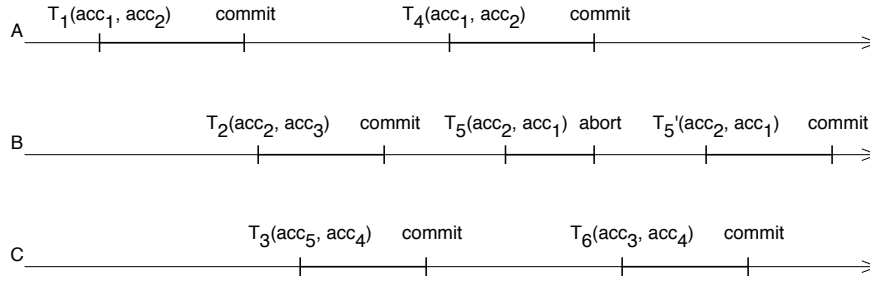 T₁(acc₁, acc₂) commit T₄(acc₁, acc₂) commit
A
T₂(acc₂, acc₃) commit T₅(acc₂, acc₁) abort T₅'(acc₂, acc₁) commit
B
T₃(acc₅, acc₄) commit T₆(acc₃, acc₄) commit
C